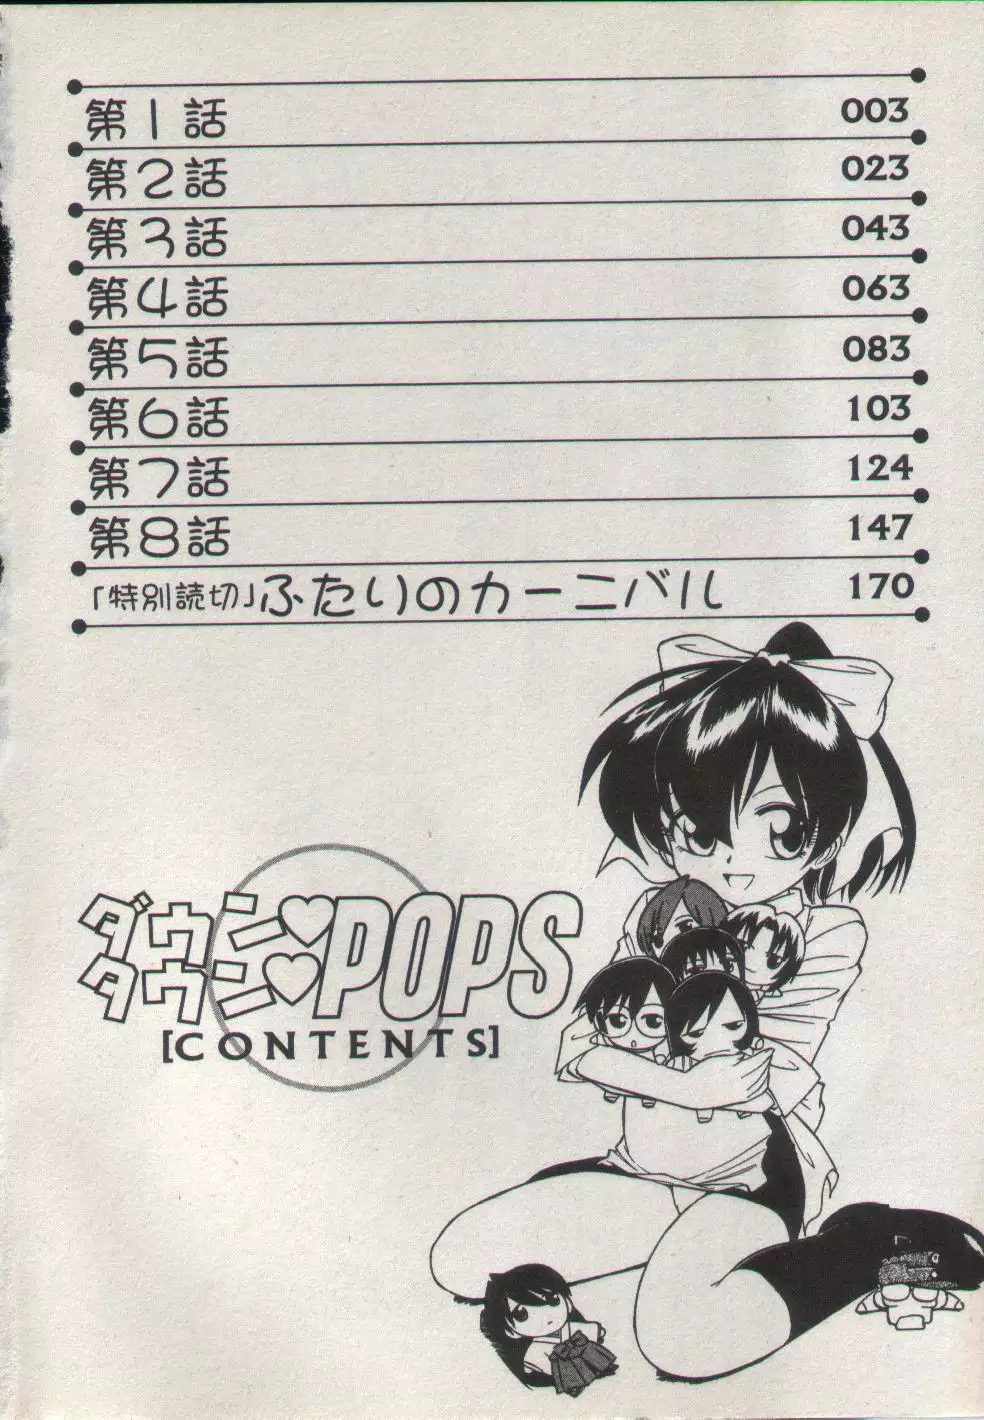 第1話 003
第2話 023
第3話 043
第4話 063
第5話 083
第6話 103
第7話 124
第8話 147
「特別読切」ふたりのカーニバル 170
ダウン♥
タウン♥POPS
[CONTENTS]